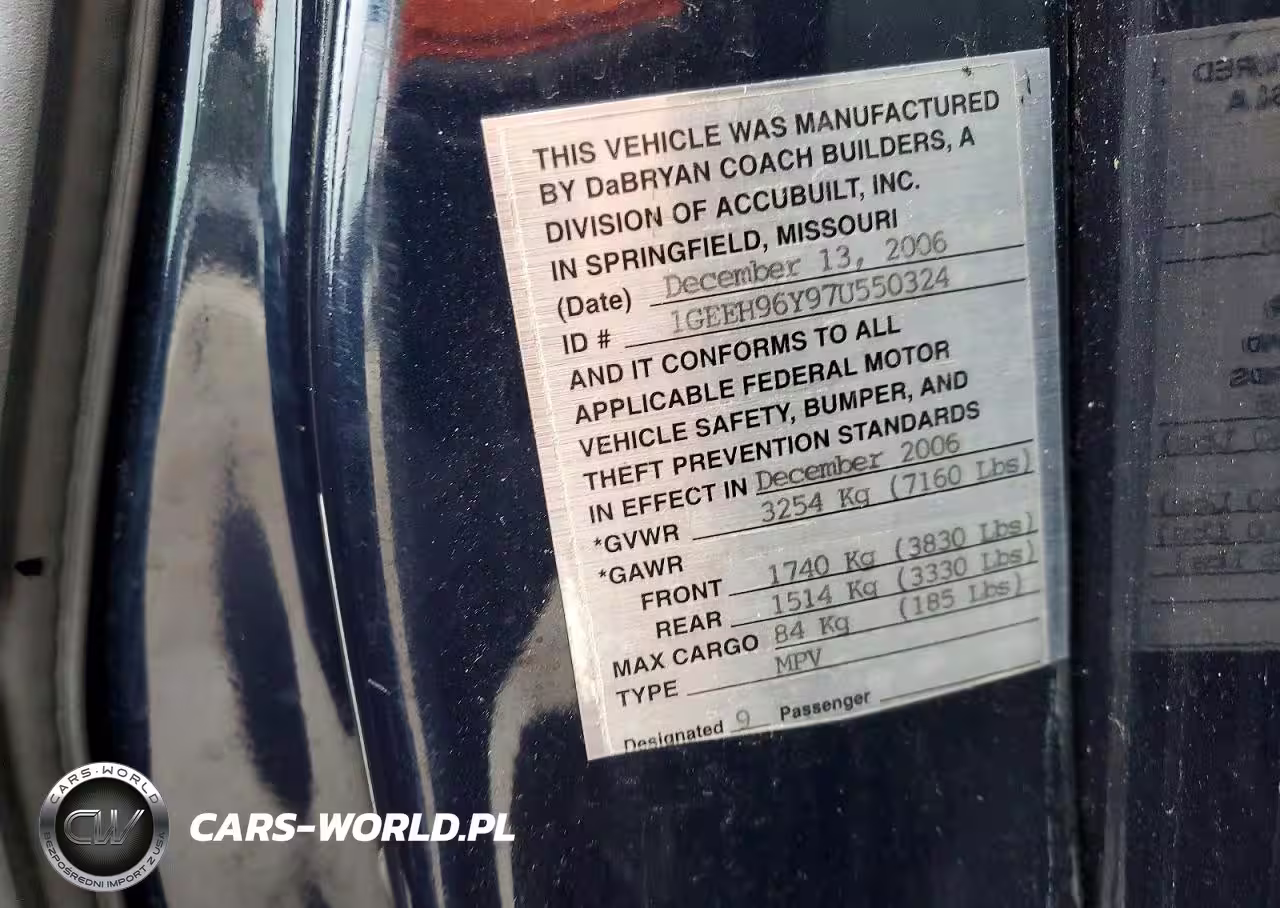 THIS VEHICLE WAS MANUFACTURED
BY DaBRYAN COACH BUILDERS, A
DIVISION OF ACCUBUILT, INC.
IN SPRINGFIELD, MISSOURI
(Date) December 13, 2006
ID # 1GEEH96Y97U550324
AND IT CONFORMS TO ALL
APPLICABLE FEDERAL MOTOR
VEHICLE SAFETY, BUMPER, AND
THEFT PREVENTION STANDARDS
IN EFFECT IN December 2006
*GVWR 3254 Kg (7160 Lbs)
*GAWR
FRONT 1740 Kg (3830 Lbs)
REAR 1514 Kg (3330 Lbs)
MAX CARGO 84 Kg (185 Lbs)
TYPE MPV
Designated 9 Passenger
CARS-WORLD
CW
BEZPOŚREDNI IMPORT Z USA
CARS-WORLD.PL